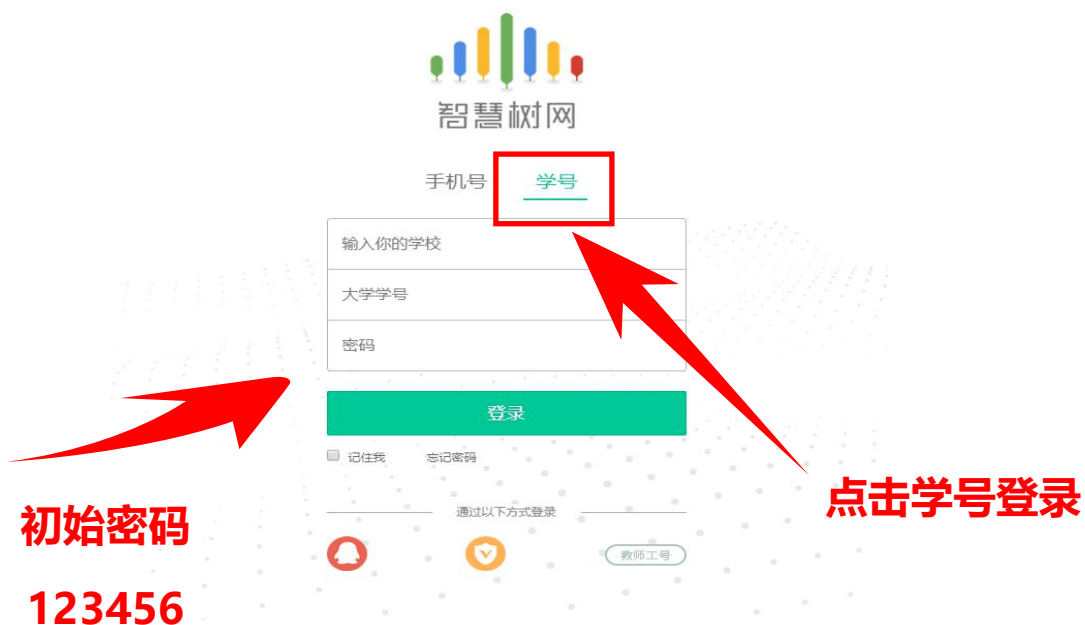 智慧树网
手机号 学号
输入你的学校
大学学号
密码
登录
记住我 忘记密码
点击学号登录
通过以下方式登录
初始密码
教师工号
123456